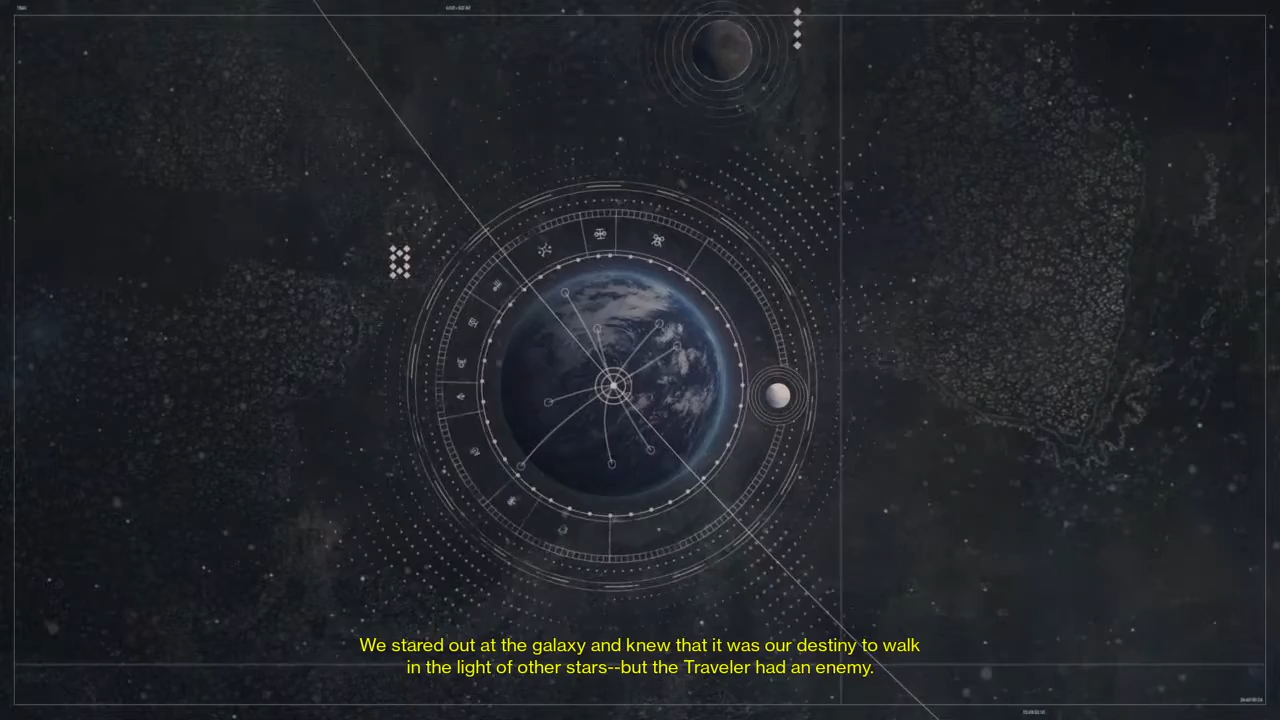 We stared out at the galaxy and knew that it was our destiny to walk
in the light of other stars--but the Traveler had an enemy.